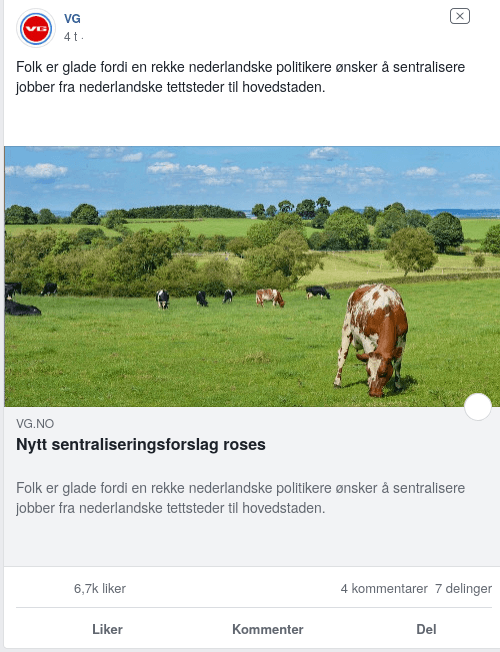 VG
VG
4 t ·
Folk er glade fordi en rekke nederlandske politikere ønsker å sentralisere
jobber fra nederlandske tettsteder til hovedstaden.
VG.NO
Nytt sentraliseringsforslag roses
Folk er glade fordi en rekke nederlandske politikere ønsker å sentralisere
jobber fra nederlandske tettsteder til hovedstaden.
6,7k liker 4 kommentarer 7 delinger
Liker Kommenter Del